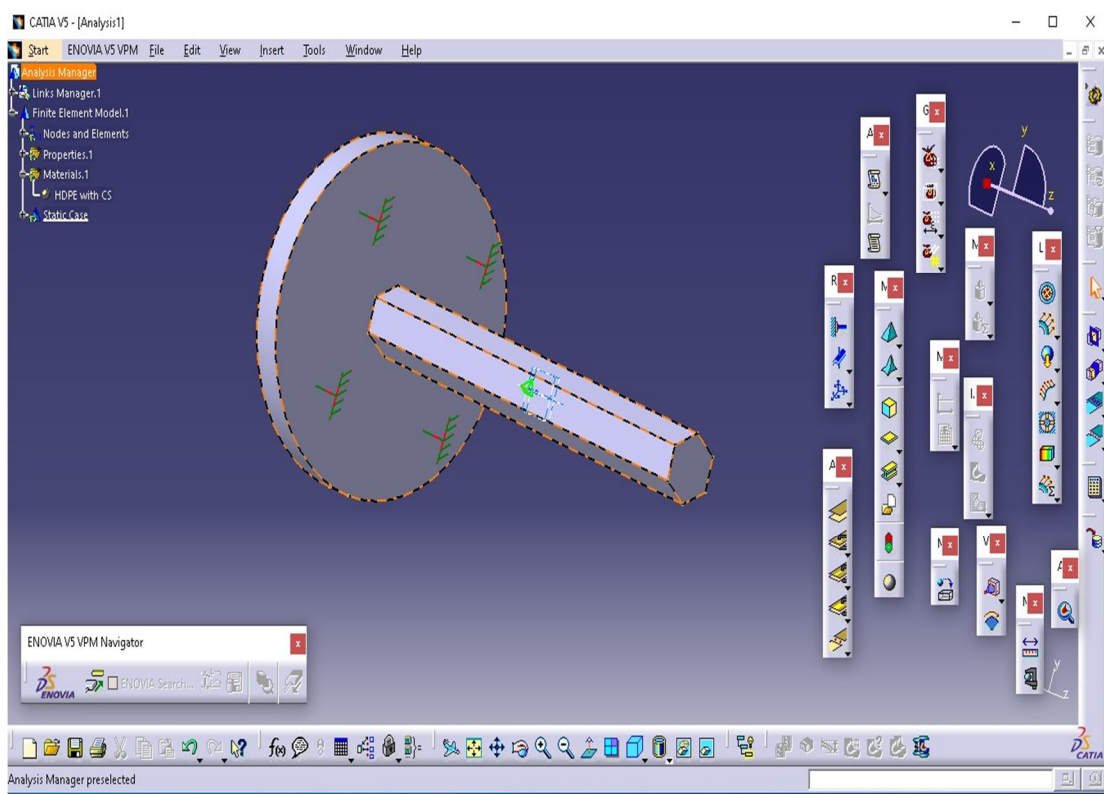 CATIA V5 - [Analysis1]
Start ENOVIA V5 VPM File Edit View Insert Tools Window Help
Analysis Manager
Links Manager.1
Finite Element Model.1
Nodes and Elements
Properties.1
Materials.1
HDPE with CS
Static Case
x
y
z
G
A
M
L
R
M
M
A
M
V
A
y
z
ENOVIA V5 VPM Navigator
ENOVIA
ENOVIA Search...
f(x)
CATIA
Analysis Manager preselected